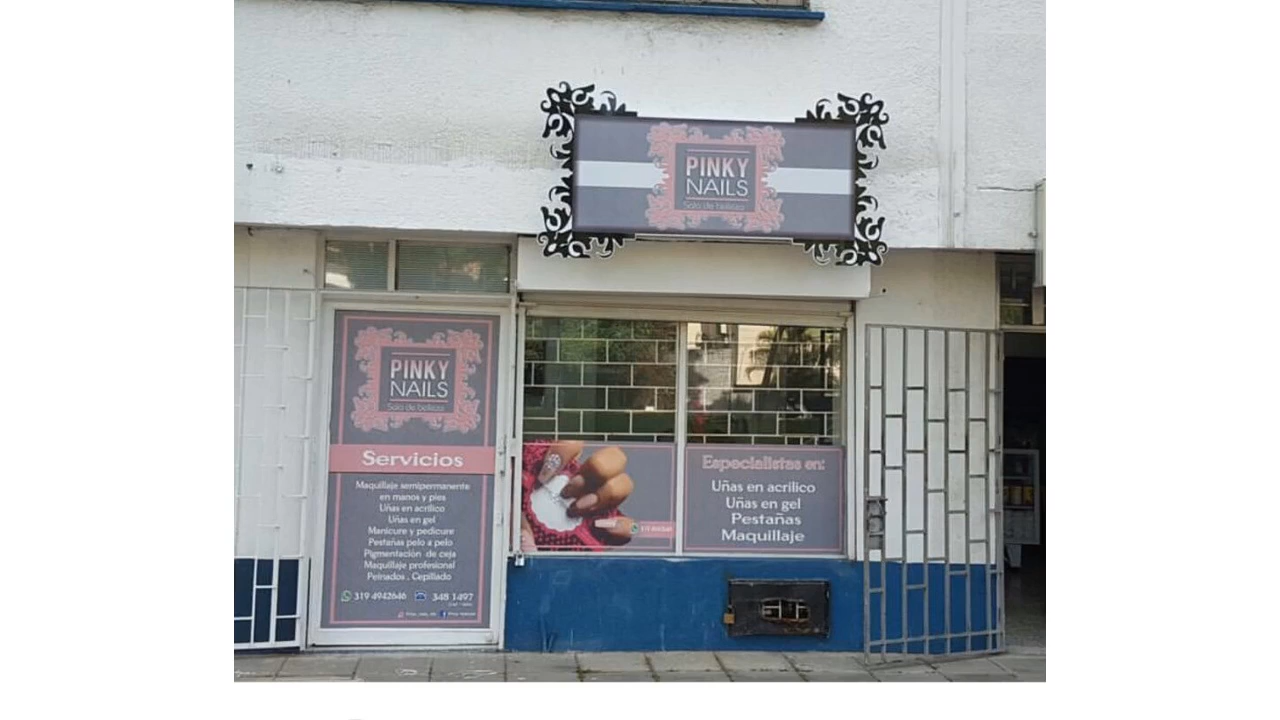 PINKY
NAILS
Sala de belleza
PINKY
NAILS
Sala de belleza
Servicios
Maquillaje semipermanente
en manos y pies
Uñas en acrilico
Uñas en gel
Manicure y pedicure
Pestañas pelo a pelo
Pigmentación de ceja
Maquillaje profesional
Peinados . Cepillado
319 4942646 348 1497
Especialistas en:
Uñas en acrílico
Uñas en gel
Pestañas
Maquillaje